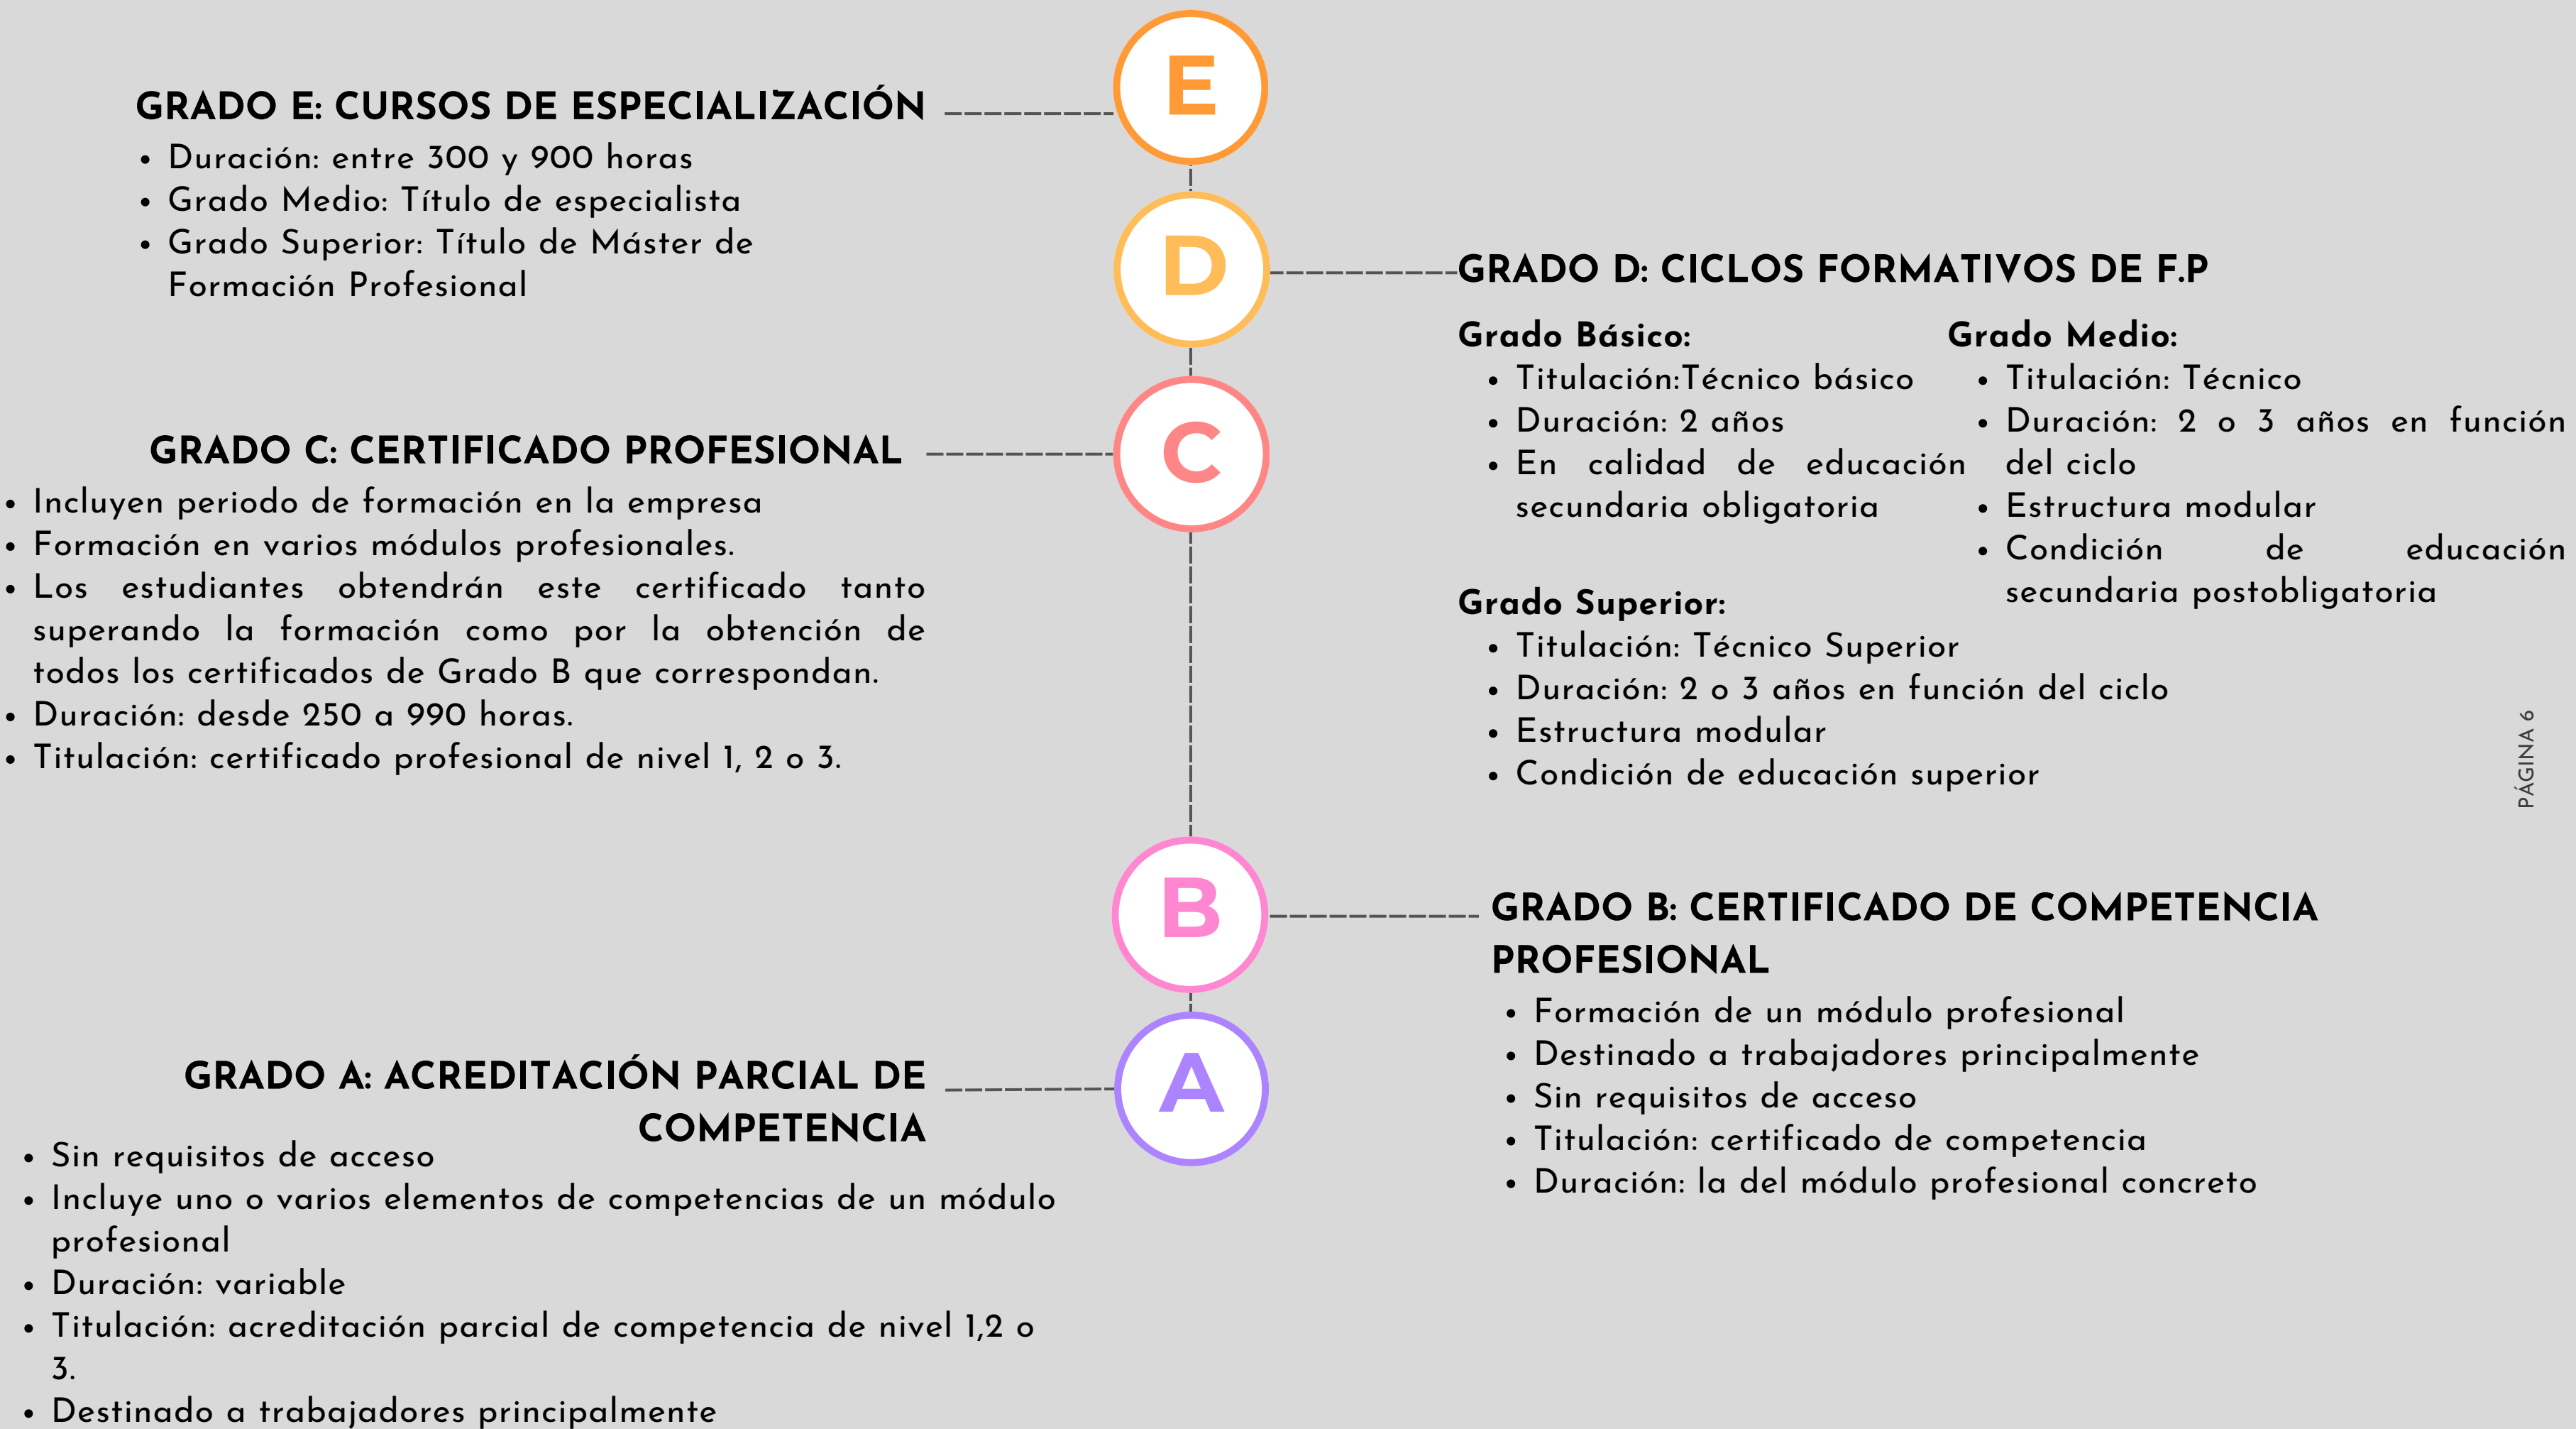 E
GRADO E: CURSOS DE ESPECIALIZACIÓN
• Duración: entre 300 y 900 horas
• Grado Medio: Título de especialista
• Grado Superior: Título de Máster de
Formación Profesional
D
GRADO D: CICLOS FORMATIVOS DE F.P
Grado Básico:
• Titulación:Técnico básico
• Duración: 2 años
• En calidad de educación
secundaria obligatoria
Grado Medio:
• Titulación: Técnico
• Duración: 2 o 3 años en función
del ciclo
• Estructura modular
• Condición de educación
secundaria postobligatoria
Grado Superior:
• Titulación: Técnico Superior
• Duración: 2 o 3 años en función del ciclo
• Estructura modular
• Condición de educación superior
C
GRADO C: CERTIFICADO PROFESIONAL
• Incluyen periodo de formación en la empresa
• Formación en varios módulos profesionales.
• Los estudiantes obtendrán este certificado tanto
superando la formación como por la obtención de
todos los certificados de Grado B que correspondan.
• Duración: desde 250 a 990 horas.
• Titulación: certificado profesional de nivel 1, 2 o 3.
PÁGINA 6
B
GRADO B: CERTIFICADO DE COMPETENCIA
PROFESIONAL
• Formación de un módulo profesional
• Destinado a trabajadores principalmente
• Sin requisitos de acceso
• Titulación: certificado de competencia
• Duración: la del módulo profesional concreto
A
GRADO A: ACREDITACIÓN PARCIAL DE
COMPETENCIA
• Sin requisitos de acceso
• Incluye uno o varios elementos de competencias de un módulo
profesional
• Duración: variable
• Titulación: acreditación parcial de competencia de nivel 1,2 o
3.
• Destinado a trabajadores principalmente